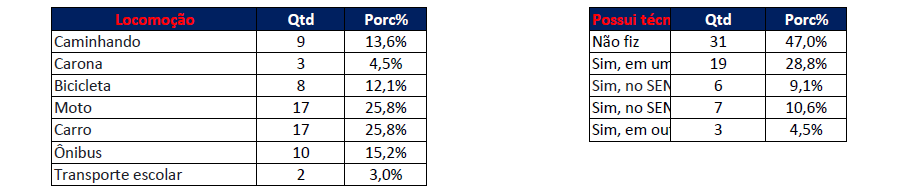 Locomoção Qtd Porc%
Caminhando 9 13,6%
Carona 3 4,5%
Bicicleta 8 12,1%
Moto 17 25,8%
Carro 17 25,8%
Ônibus 10 15,2%
Transporte escolar 2 3,0%
Possui técn Qtd Porc%
Não fiz 31 47,0%
Sim, em um 19 28,8%
Sim, no SEN 6 9,1%
Sim, no SEN 7 10,6%
Sim, em out 3 4,5%